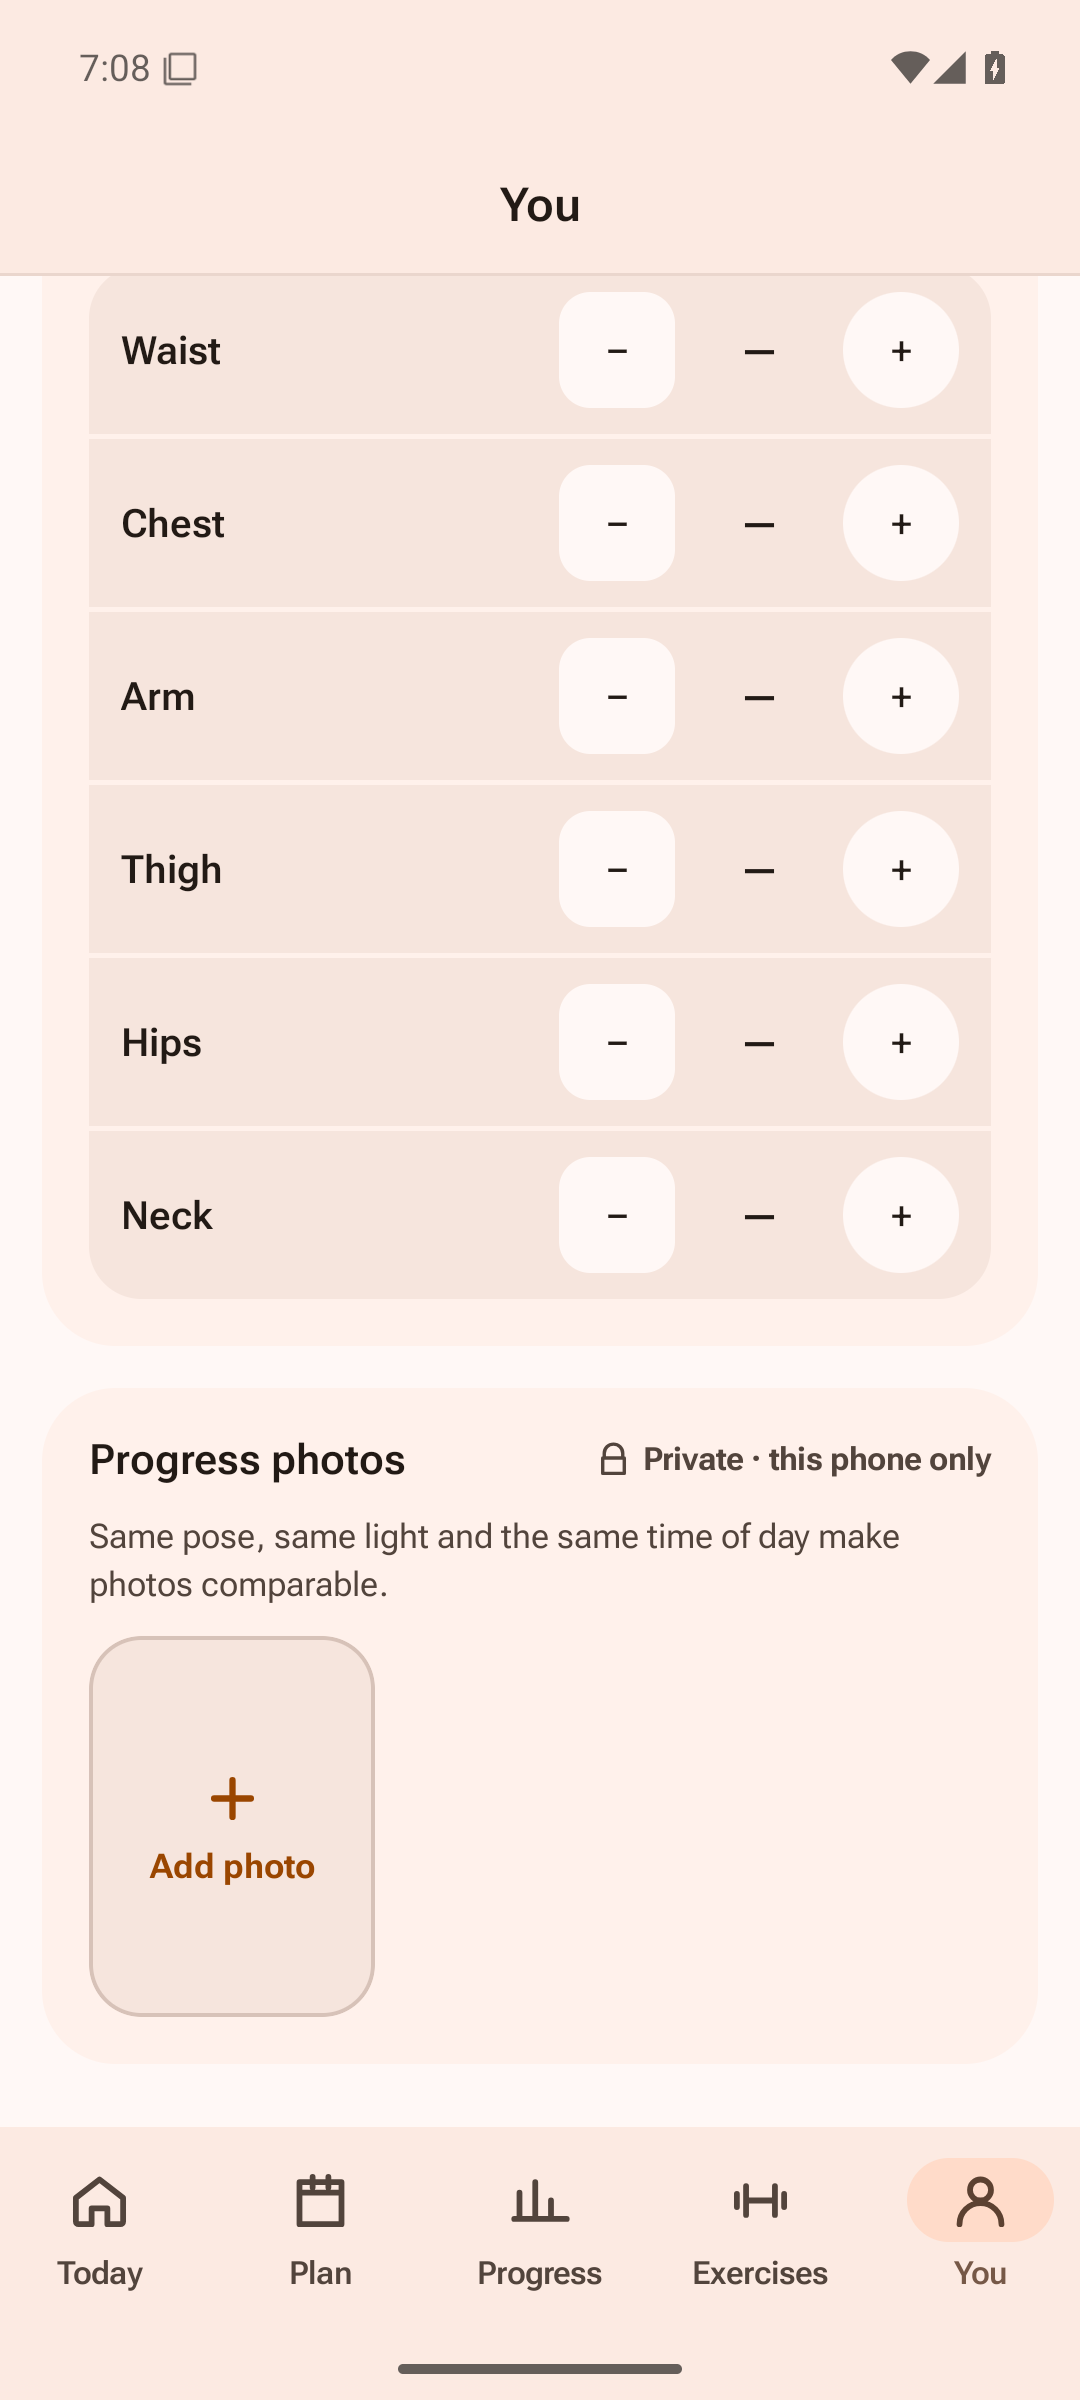 7:08
You
Waist − — +
Chest − — +
Arm − — +
Thigh − — +
Hips − — +
Neck − — +
Progress photos Private · this phone only
Same pose, same light and the same time of day make
photos comparable.
+
Add photo
Today Plan Progress Exercises You